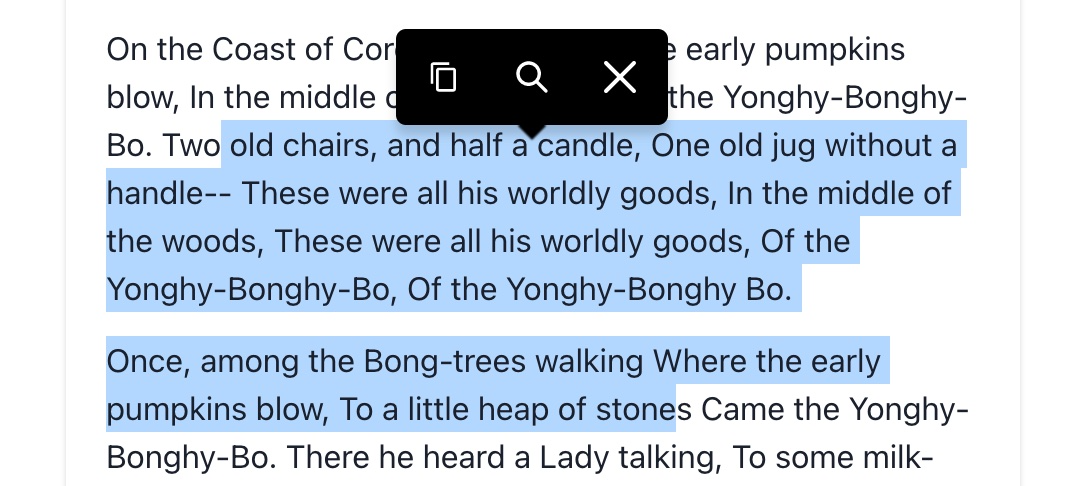 On the Coast of Cor early pumpkins
blow, In the middle the Yonghy-Bonghy-
Bo. Two old chairs, and half a candle, One old jug without a
handle-- These were all his worldly goods, In the middle of
the woods, These were all his worldly goods, Of the
Yonghy-Bonghy-Bo, Of the Yonghy-Bonghy Bo.
Once, among the Bong-trees walking Where the early
pumpkins blow, To a little heap of stones Came the Yonghy-
Bonghy-Bo. There he heard a Lady talking, To some milk-